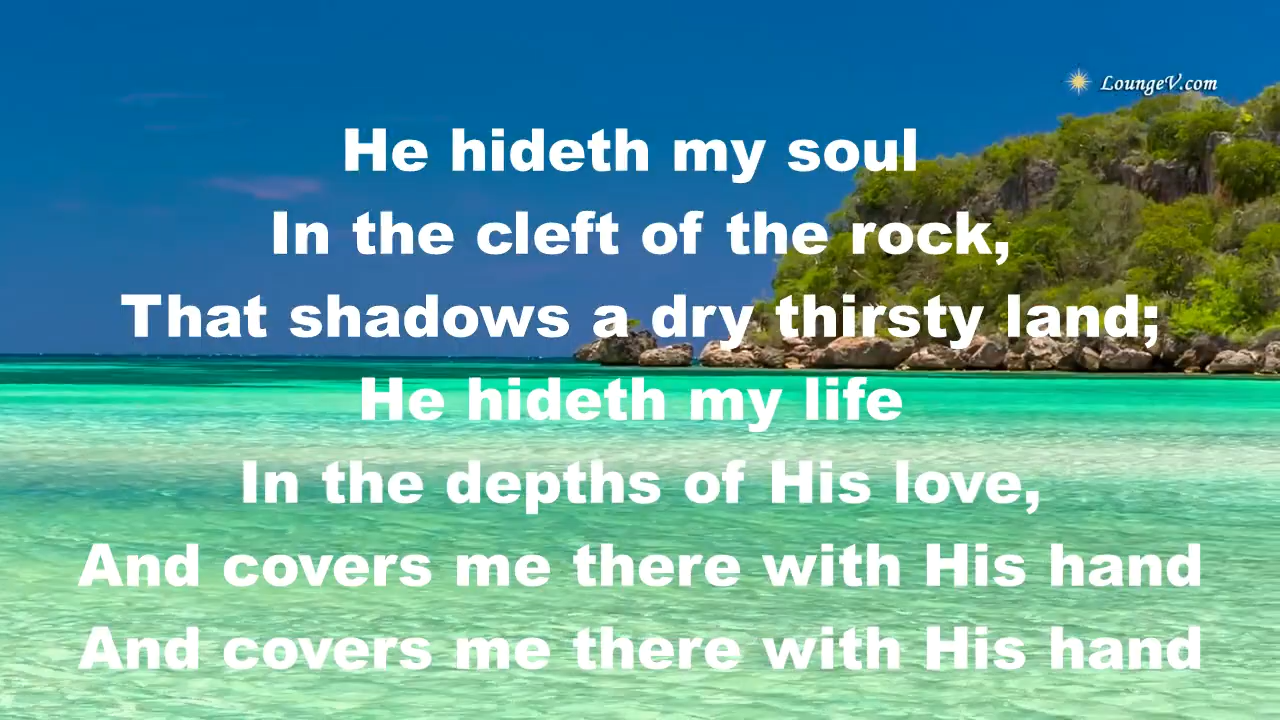 LoungeV.com
He hideth my soul
In the cleft of the rock,
That shadows a dry thirsty land;
He hideth my life
In the depths of His love,
And covers me there with His hand
And covers me there with His hand